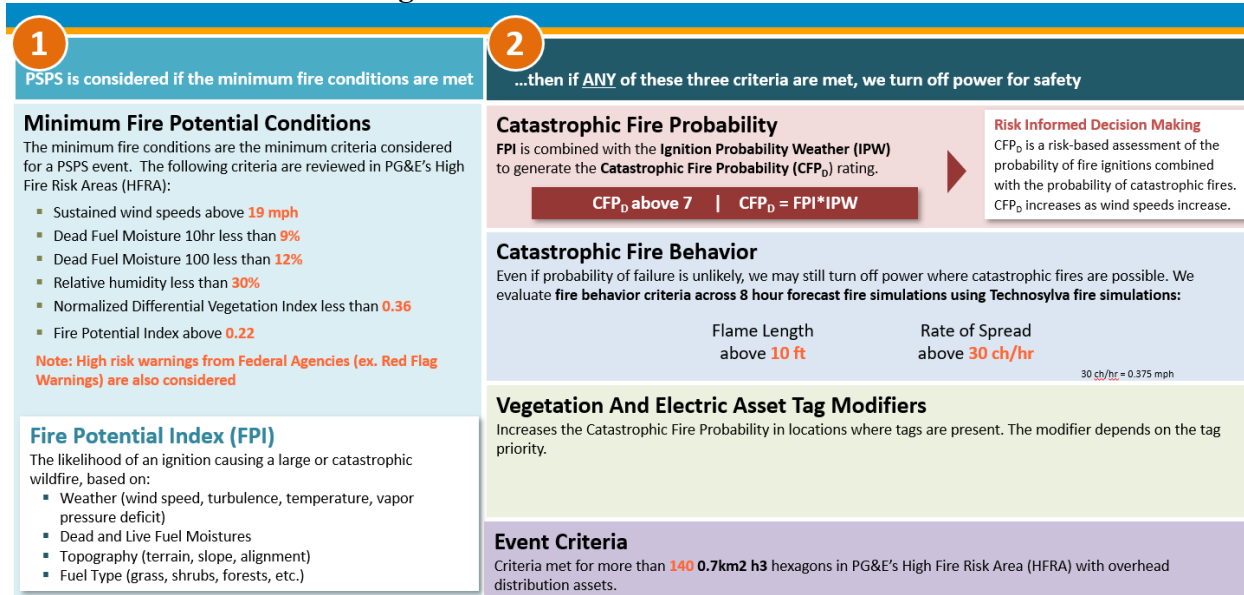 1
PSPS is considered if the minimum fire conditions are met
Minimum Fire Potential Conditions
The minimum fire conditions are the minimum criteria considered
for a PSPS event.  The following criteria are reviewed in PG&E's High
Fire Risk Areas (HFRA):
▪ Sustained wind speeds above 19 mph
▪ Dead Fuel Moisture 10hr less than 9%
▪ Dead Fuel Moisture 100 less than 12%
▪ Relative humidity less than 30%
▪ Normalized Differential Vegetation Index less than 0.36
▪ Fire Potential Index above 0.22
Note: High risk warnings from Federal Agencies (ex. Red Flag
Warnings) are also considered
Fire Potential Index (FPI)
The likelihood of an ignition causing a large or catastrophic
wildfire, based on:
▪ Weather (wind speed, turbulence, temperature, vapor
pressure deficit)
▪ Dead and Live Fuel Moistures
▪ Topography (terrain, slope, alignment)
▪ Fuel Type (grass, shrubs, forests, etc.)
2
...then if ANY of these three criteria are met, we turn off power for safety
Catastrophic Fire Probability
FPI is combined with the Ignition Probability Weather (IPW)
to generate the Catastrophic Fire Probability (CFPD) rating.
CFPD above 7 | CFPD = FPI*IPW
Risk Informed Decision Making
CFPD is a risk-based assessment of the
probability of fire ignitions combined
with the probability of catastrophic fires.
CFPD increases as wind speeds increase.
Catastrophic Fire Behavior
Even if probability of failure is unlikely, we may still turn off power where catastrophic fires are possible. We
evaluate fire behavior criteria across 8 hour forecast fire simulations using Technosylva fire simulations:
Flame Length
above 10 ft
Rate of Spread
above 30 ch/hr
30 ch/hr = 0.375 mph
Vegetation And Electric Asset Tag Modifiers
Increases the Catastrophic Fire Probability in locations where tags are present. The modifier depends on the tag
priority.
Event Criteria
Criteria met for more than 140 0.7km2 h3 hexagons in PG&E's High Fire Risk Area (HFRA) with overhead
distribution assets.